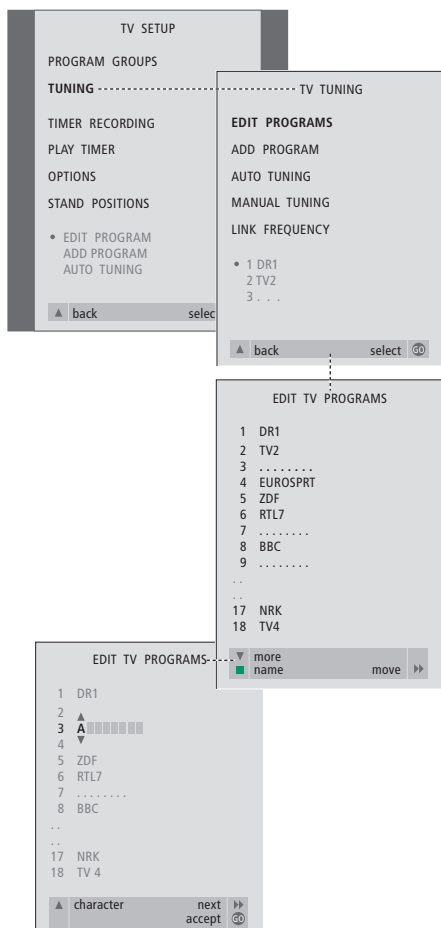 TV SETUP
PROGRAM GROUPS
TUNING
TIMER RECORDING
PLAY TIMER
OPTIONS
STAND POSITIONS
• EDIT PROGRAM
ADD PROGRAM
AUTO TUNING
▲ back selec
TV TUNING
EDIT PROGRAMS
ADD PROGRAM
AUTO TUNING
MANUAL TUNING
LINK FREQUENCY
• 1 DR1
2 TV2
3 . . .
▲ back select GO
EDIT TV PROGRAMS
1 DR1
2 TV2
3 . . . . . . . .
4 EUROSPRT
5 ZDF
6 RTL7
7 . . . . . . . .
8 BBC
9 . . . . . . . .
. .
. .
17 NRK
18 TV4
▼ more
name move
EDIT TV PROGRAMS
1 DR1
2
3 A
4
5 ZDF
6 RTL7
7 . . . . . . . .
8 BBC
. .
. .
17 NRK
18 TV 4
▲ character next
accept GO